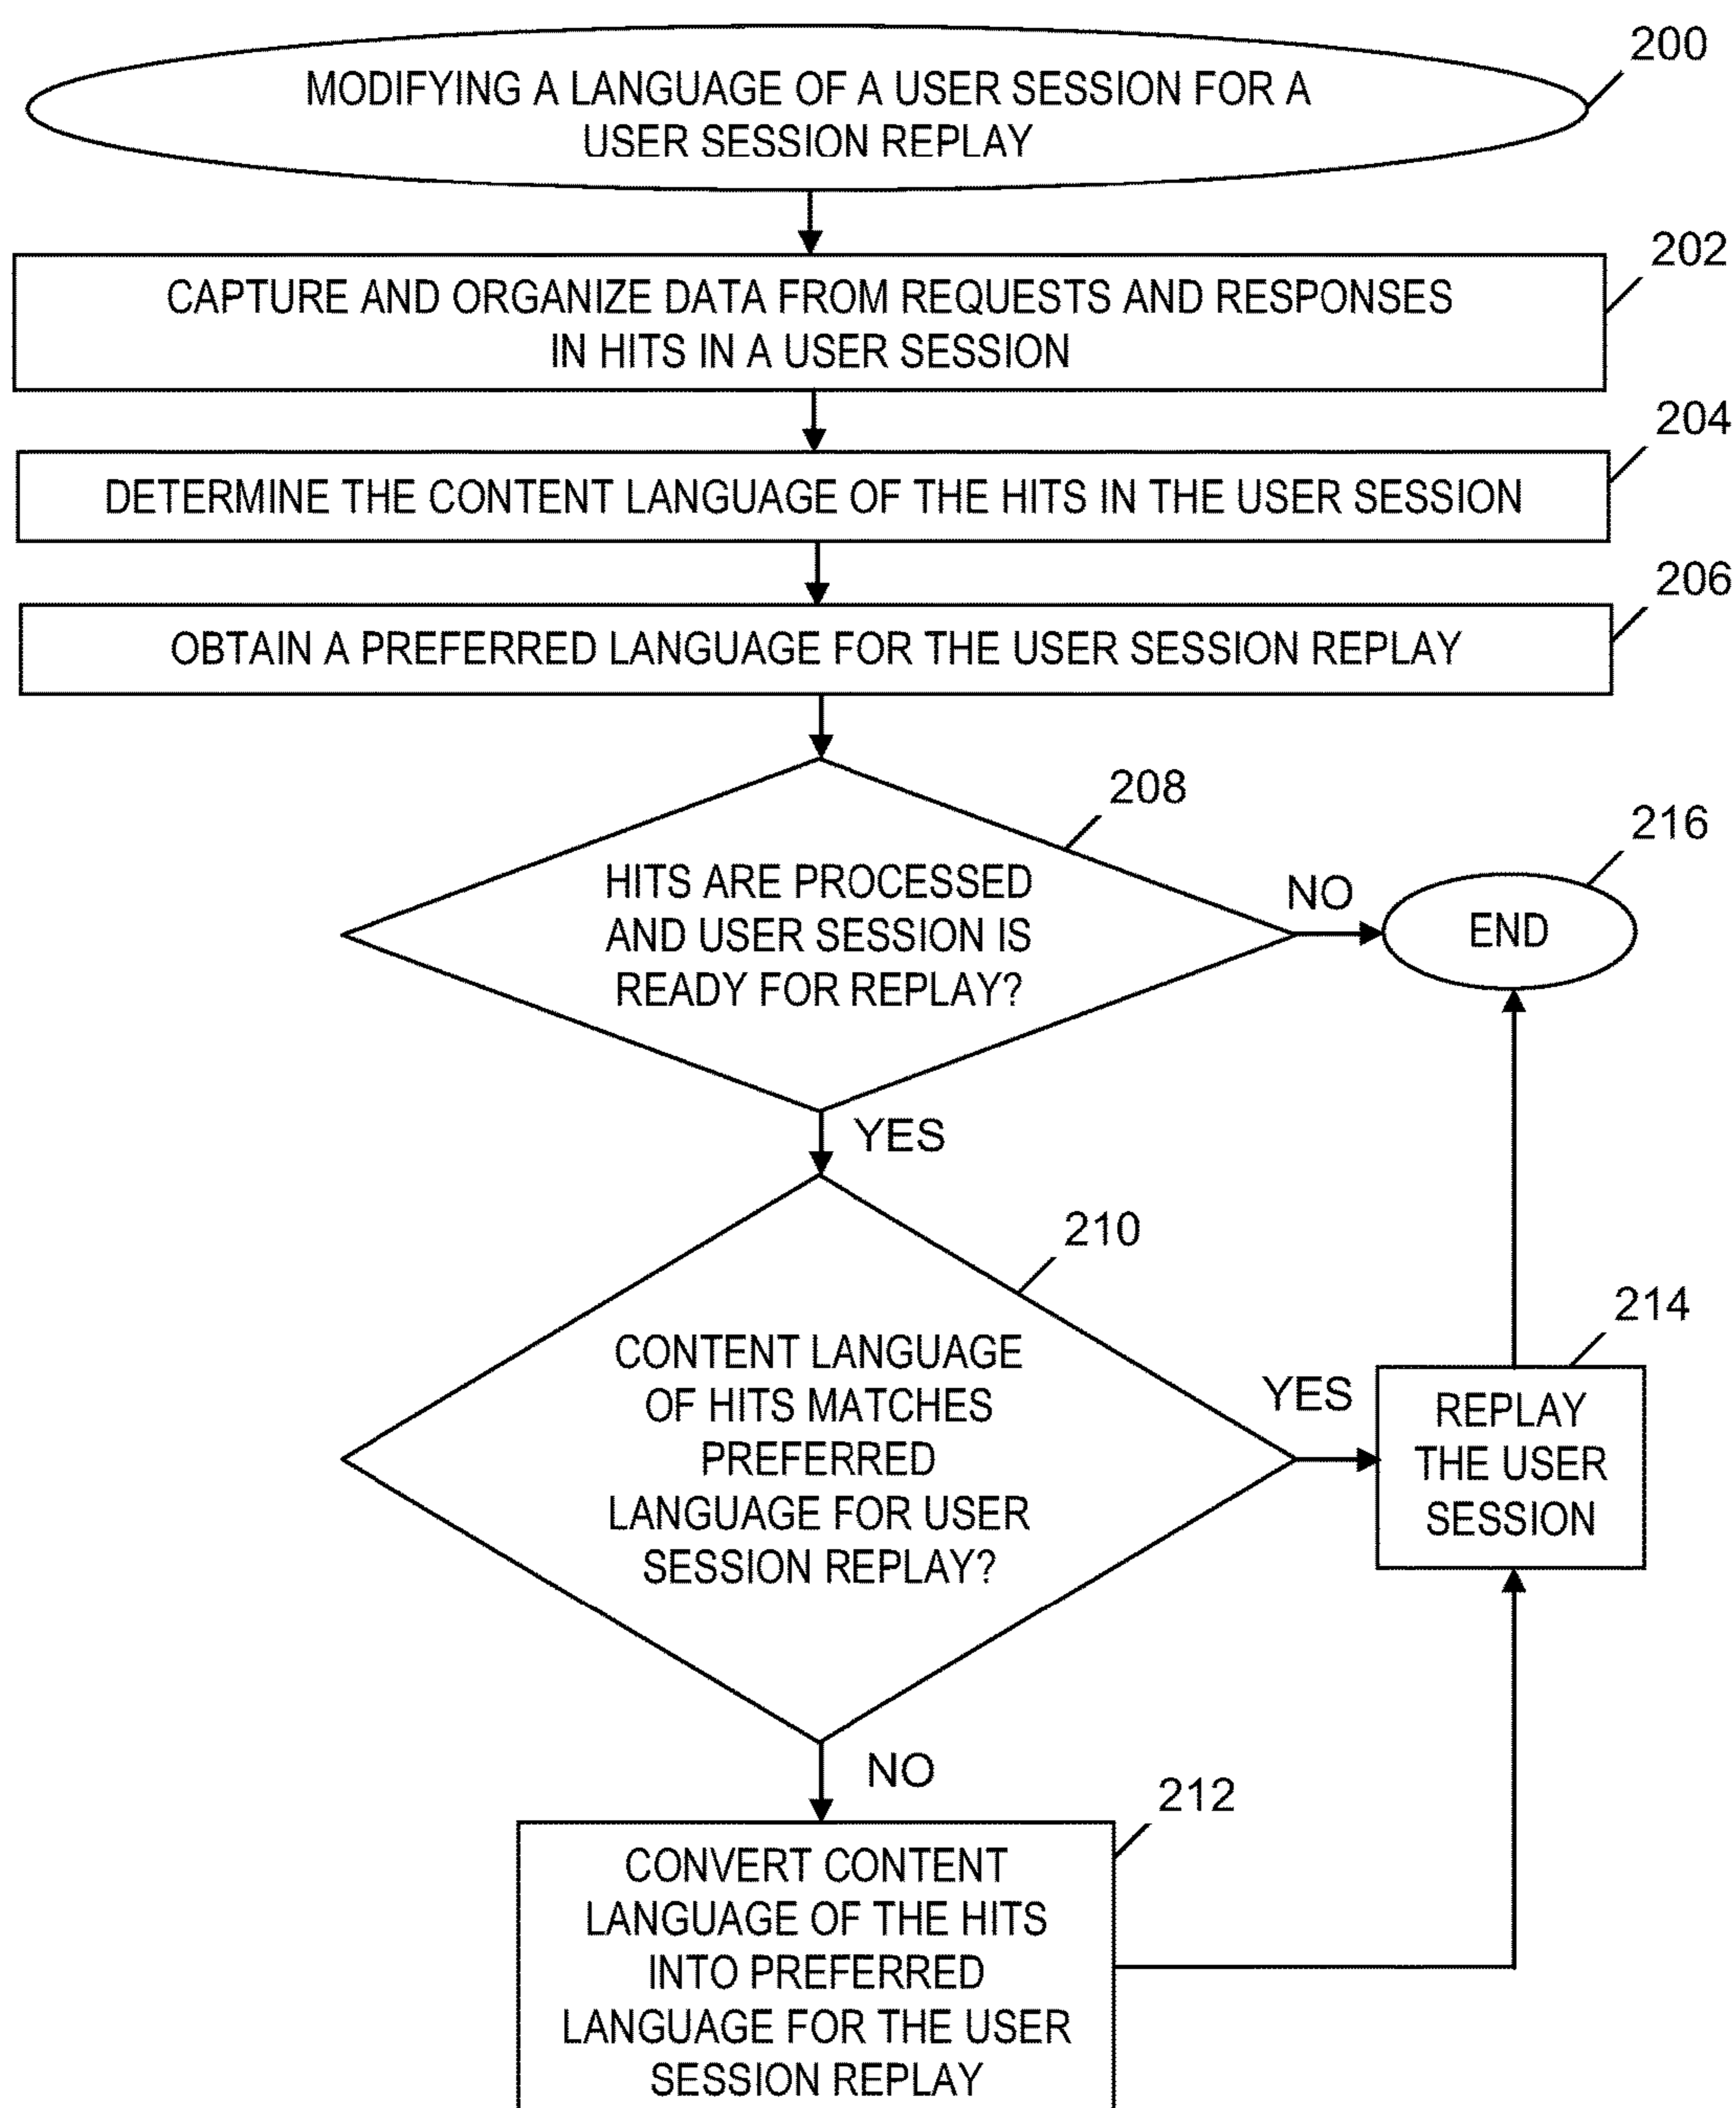 200
MODIFYING A LANGUAGE OF A USER SESSION FOR A
USER SESSION REPLAY
202
CAPTURE AND ORGANIZE DATA FROM REQUESTS AND RESPONSES
IN HITS IN A USER SESSION
204
DETERMINE THE CONTENT LANGUAGE OF THE HITS IN THE USER SESSION
206
OBTAIN A PREFERRED LANGUAGE FOR THE USER SESSION REPLAY
208
HITS ARE PROCESSED
AND USER SESSION IS
READY FOR REPLAY?
NO
216
END
YES
210
CONTENT LANGUAGE
OF HITS MATCHES
PREFERRED
LANGUAGE FOR USER
SESSION REPLAY?
YES
214
REPLAY
THE USER
SESSION
NO
212
CONVERT CONTENT
LANGUAGE OF THE HITS
INTO PREFERRED
LANGUAGE FOR THE USER
SESSION REPLAY